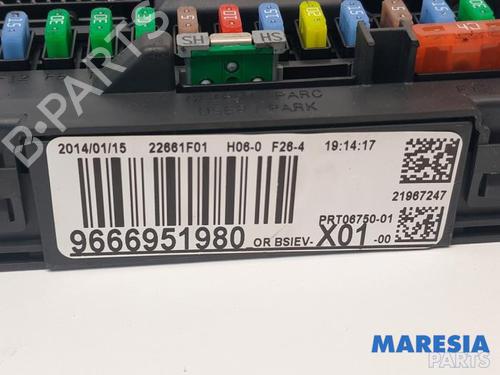 SH HS
PARC
PARK
2014/01/15 22661F01 H06-0 F26-4 19:14:17
21967247
PRT06750-01
9666951980 OR BSIEV- X01 -00
B-PARTS
MARESIA
PARTS